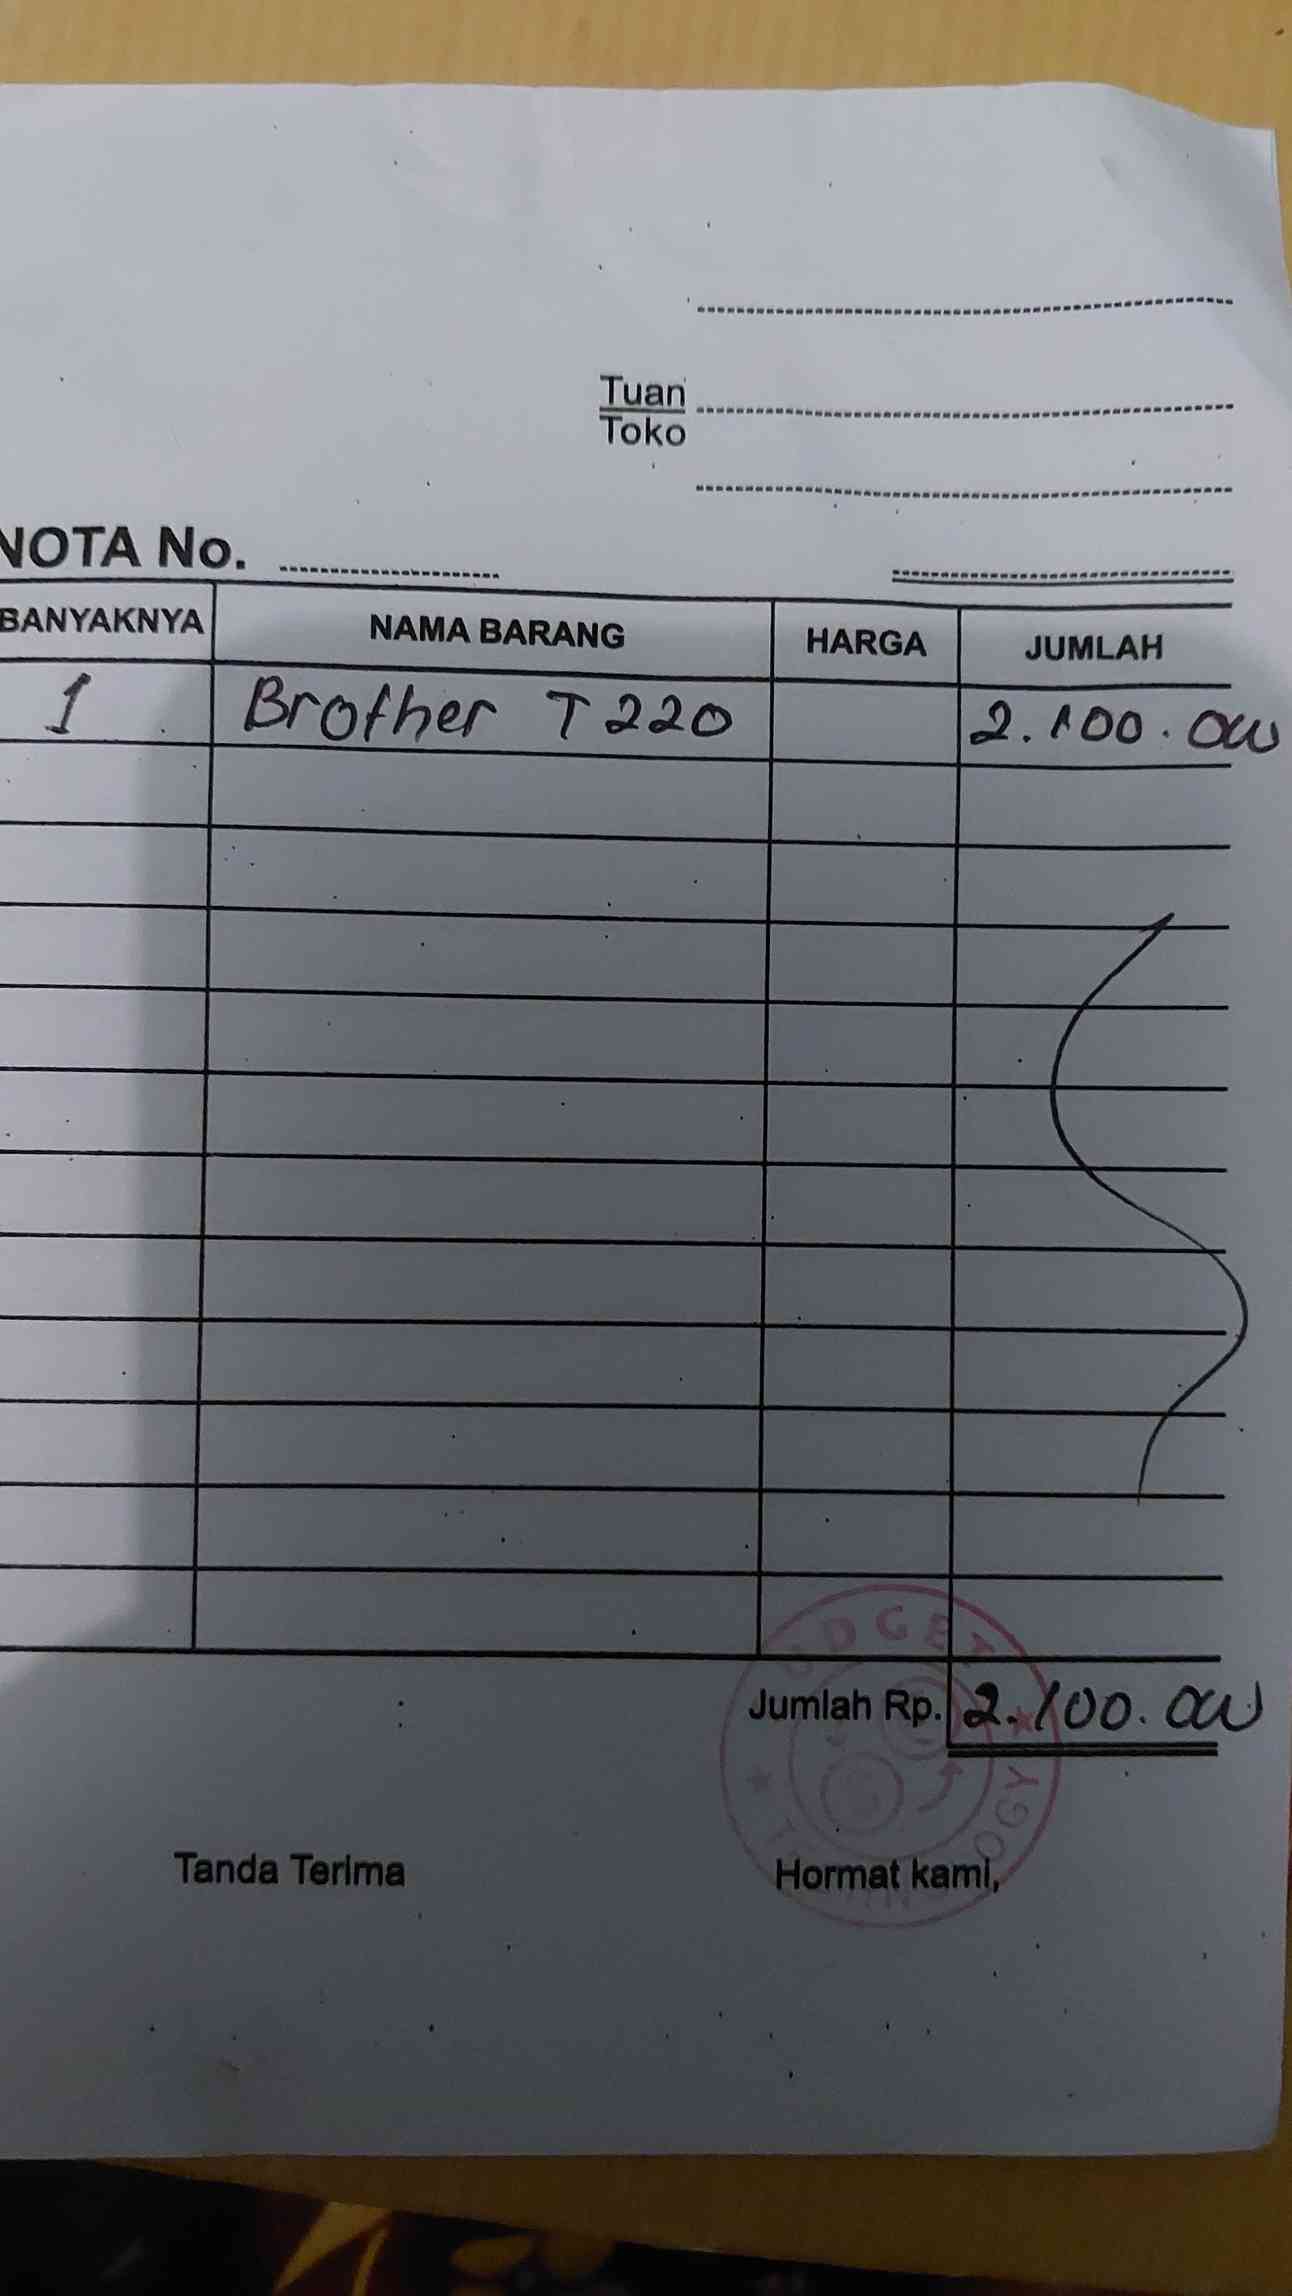 Tuan
Toko
NOTA No.
BANYAKNYA NAMA BARANG HARGA JUMLAH
1 Brother T220 2.100.000
Jumlah Rp. 2.100.000
Tanda Terima Hormat kami,